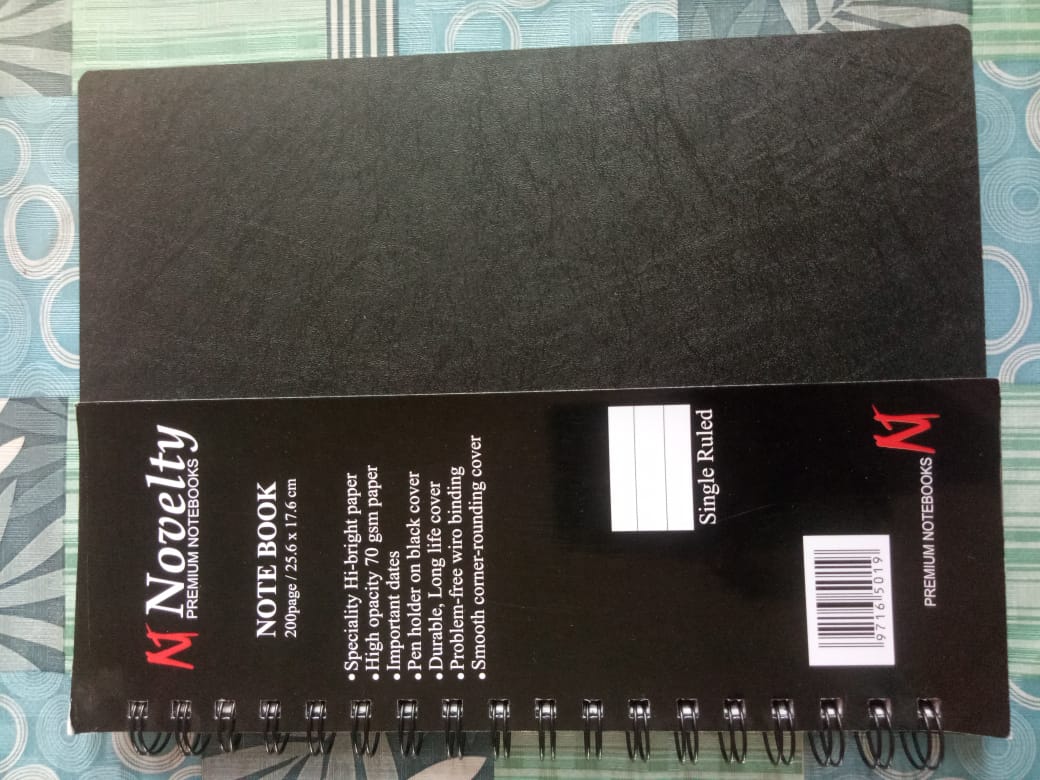 Novelty
PREMIUM NOTEBOOKS
NOTE BOOK
200page / 25.6 x 17.6 cm
•Speciality Hi-bright paper
•High opacity 70 gsm paper
•Important dates
•Pen holder on black cover
•Durable, Long life cover
•Problem-free wiro binding
•Smooth corner-rounding cover
Single Ruled
9716 5019
PREMIUM NOTEBOOKS